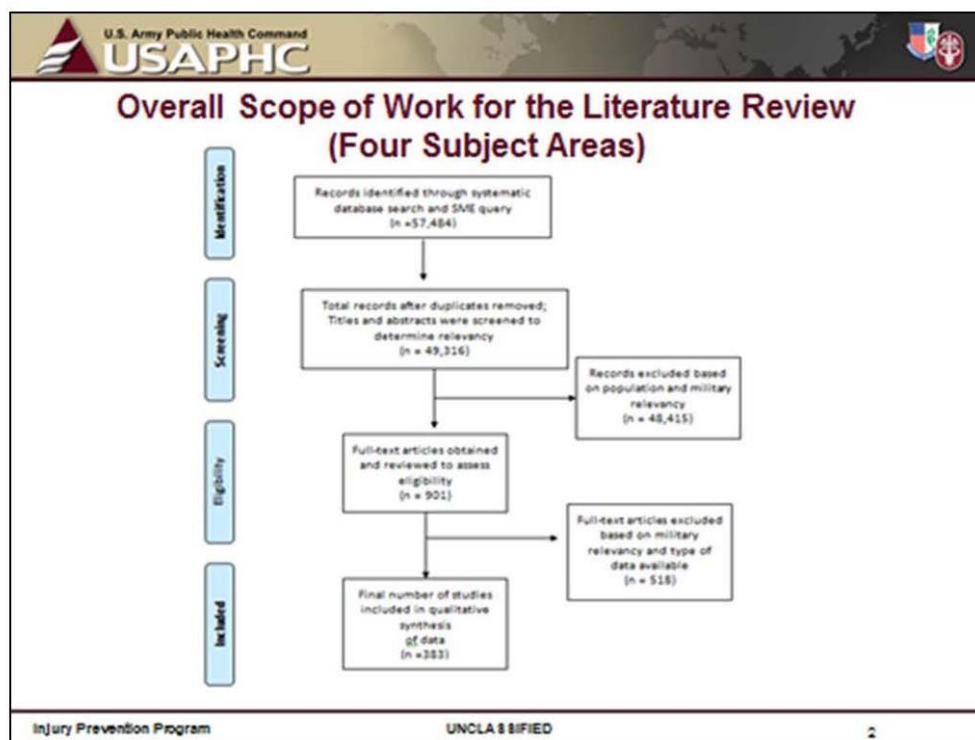 U.S. Army Public Health Command
USAPHC
Overall Scope of Work for the Literature Review
(Four Subject Areas)
Identification
Records identified through systematic
database search and SME query
(n =57,484)
Screening
Total records after duplicates removed;
Titles and abstracts were screened to
determine relevancy
(n = 49,316)
Records excluded based
on population and military
relevancy
(n = 48,415)
Eligibility
Full-text articles obtained
and reviewed to assess
eligibility
(n = 901)
Full-text articles excluded
based on military
relevancy and type of
data available
(n = 518)
Included
Final number of studies
included in qualitative
synthesis
of data
(n =383)
Injury Prevention Program
UNCLASSIFIED
2